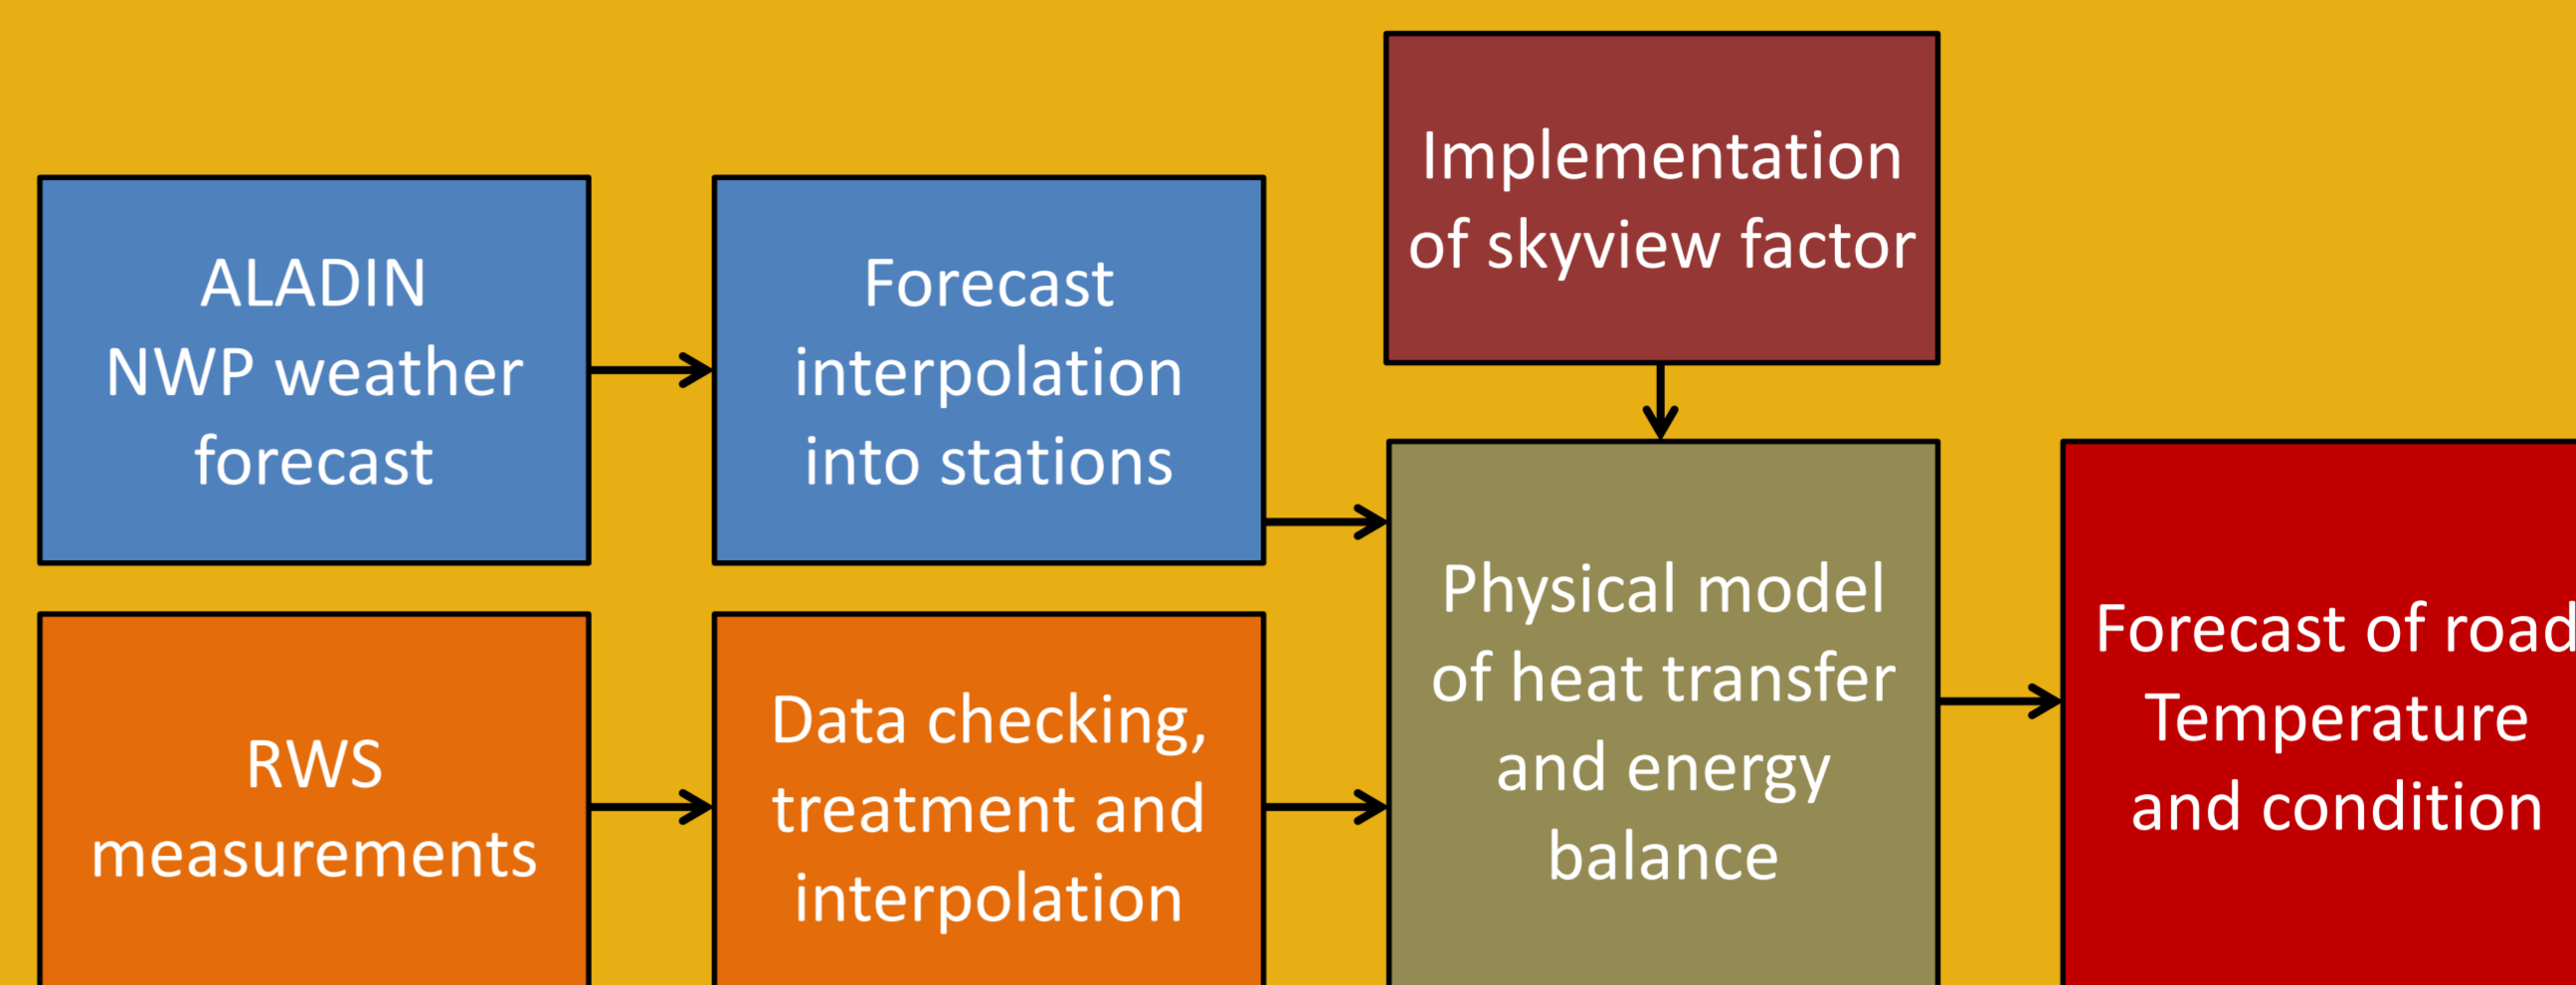 Implementation
of skyview factor
ALADIN
NWP weather
forecast
Forecast
interpolation
into stations
RWS
measurements
Data checking,
treatment and
interpolation
Physical model
of heat transfer
and energy
balance
Forecast of road
Temperature
and condition